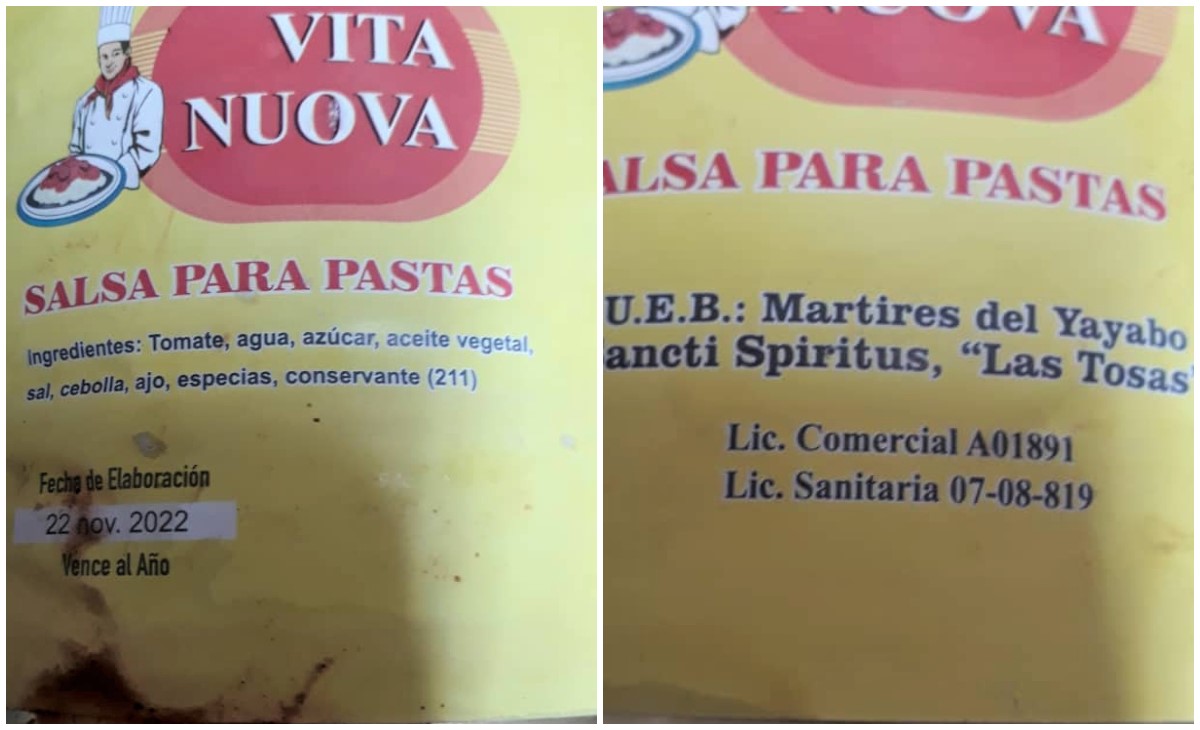 VITA
NUOVA
SALSA PARA PASTAS
Ingredientes: Tomate, agua, azúcar, aceite vegetal,
sal, cebolla, ajo, especias, conservante (211)
Fecha de Elaboración
22 nov. 2022
Vence al Año
NUOVA
ALSA PARA PASTAS
U.E.B.: Martires del Yayabo
ancti Spiritus, “Las Tosas”
Lic. Comercial A01891
Lic. Sanitaria 07-08-819